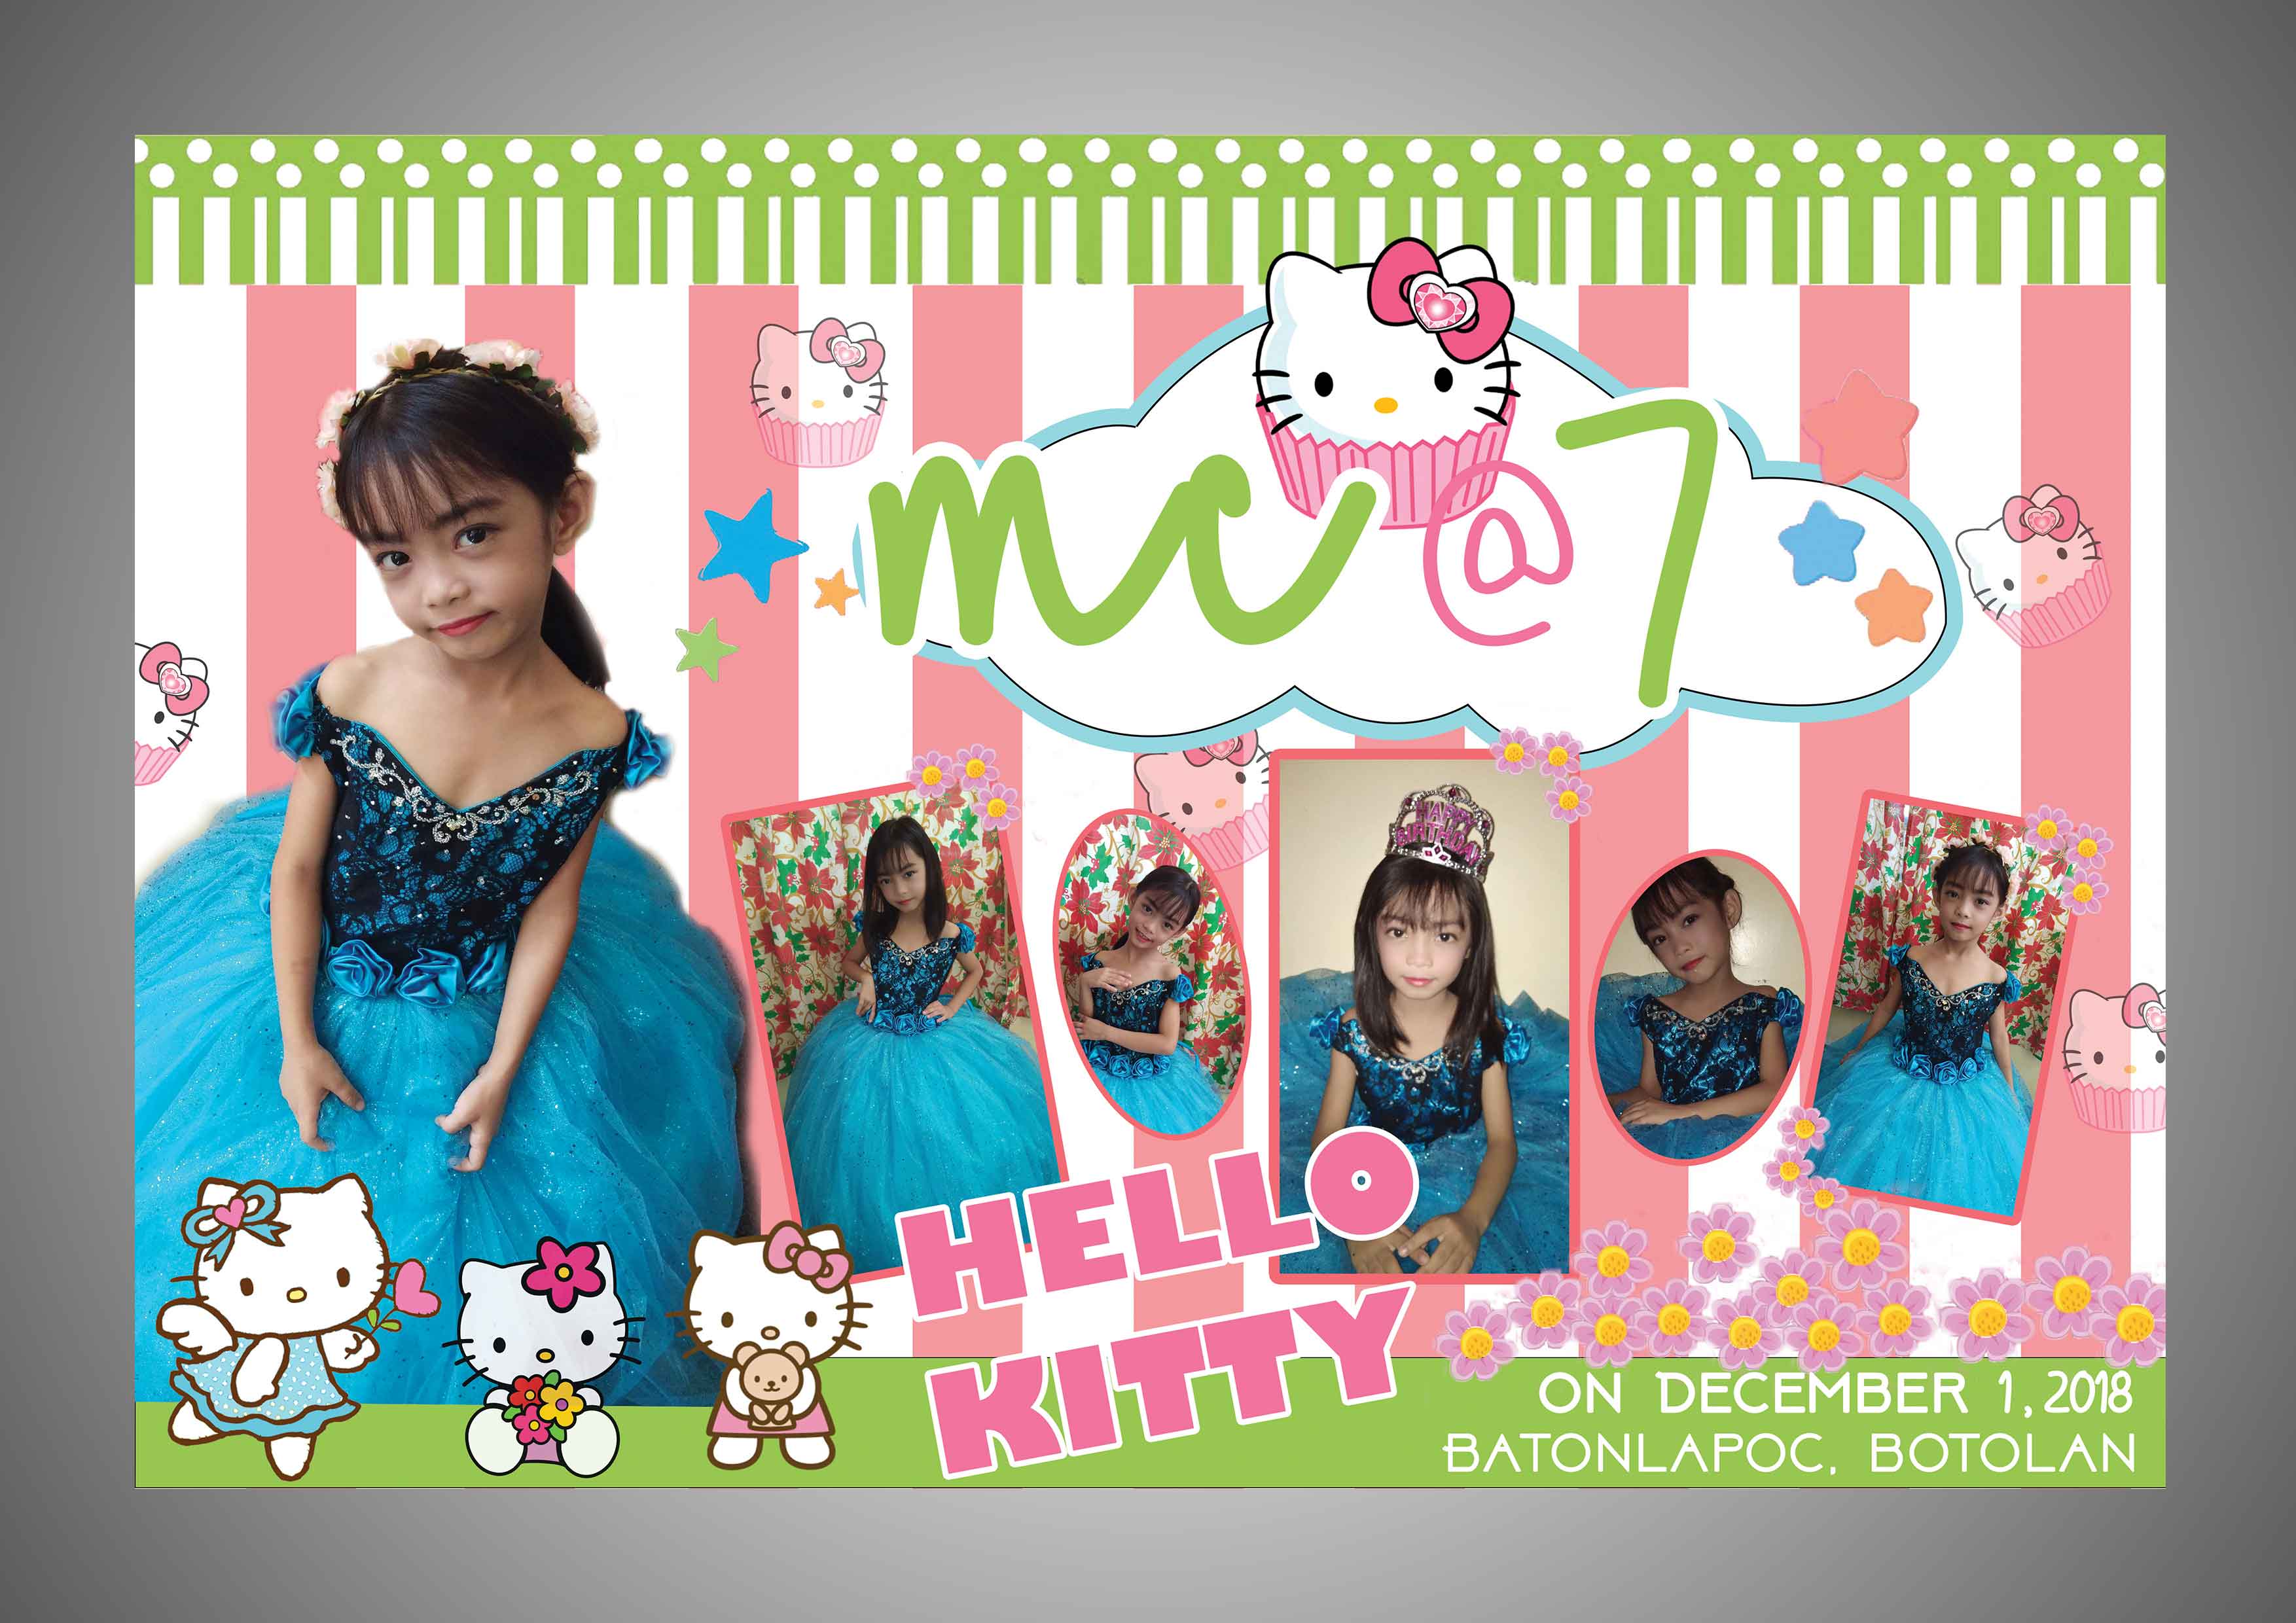 mc @ 7
HAPPY
BIRTHDAY
HELLO
KITTY
ON DECEMBER 1, 2018
BATONLAPOC, BOTOLAN